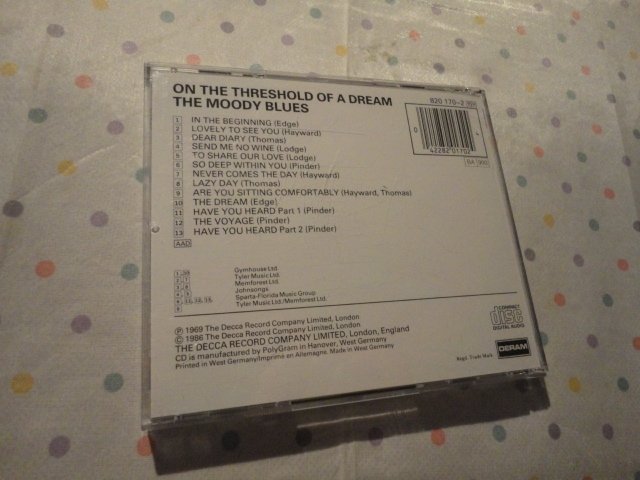 ON THE THRESHOLD OF A DREAM
THE MOODY BLUES
820 170-2
1 IN THE BEGINNING (Edge)
2 LOVELY TO SEE YOU (Hayward)
3 DEAR DIARY (Thomas)
4 SEND ME NO WINE (Lodge)
5 TO SHARE OUR LOVE (Lodge)
6 SO DEEP WITHIN YOU (Pinder)
7 NEVER COMES THE DAY (Hayward)
8 LAZY DAY (Thomas)
9 ARE YOU SITTING COMFORTABLY (Hayward, Thomas)
10 THE DREAM (Edge)
11 HAVE YOU HEARD Part 1 (Pinder)
12 THE VOYAGE (Pinder)
13 HAVE YOU HEARD Part 2 (Pinder)
AAD
0 42282 01702 4
BA 900
Gymhouse Ltd.
Tyler Music Ltd.
Memforest Ltd.
Johnsongs
Sparta-Florida Music Group
Tyler Music Ltd./Memforest Ltd.
℗ 1969 The Decca Record Company Limited, London
© 1986 The Decca Record Company Limited, London
THE DECCA RECORD COMPANY LIMITED, LONDON, ENGLAND
CD is manufactured by PolyGram in Hanover, West Germany
Printed in West Germany/Imprimé en Allemagne. Made in West Germany
COMPACT
disc
DIGITAL AUDIO
DERAM
Regd. Trade Mark